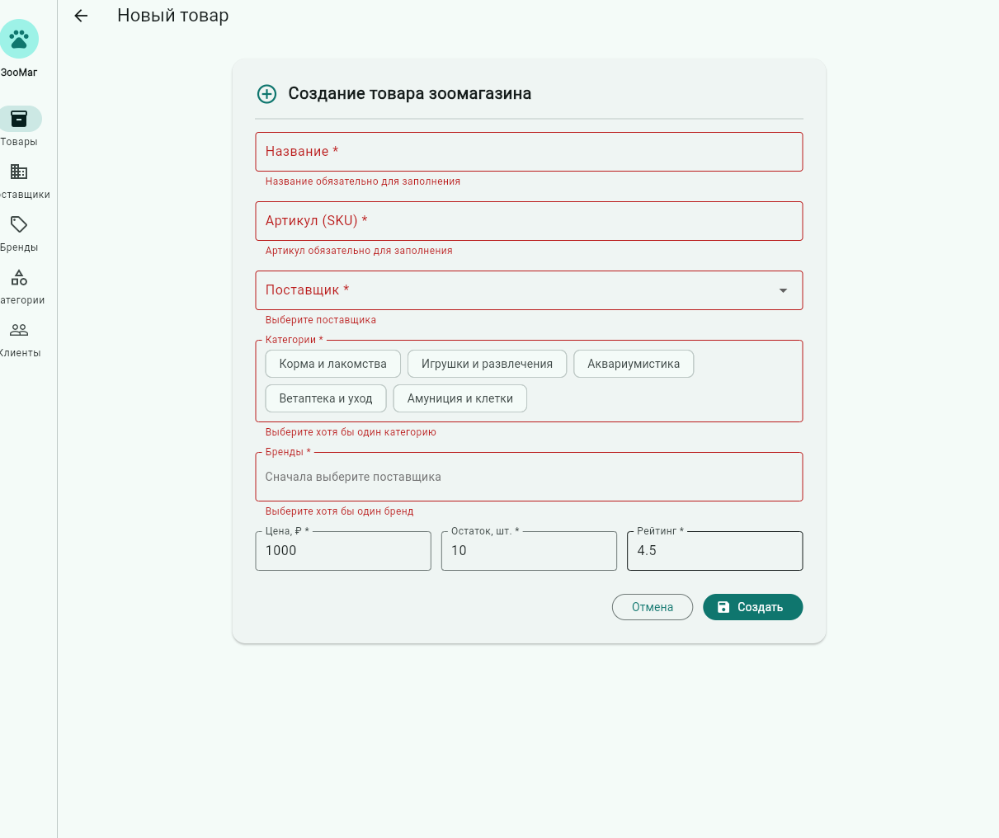 Новый товар
ЗооМаг
Товары
оставщики
Бренды
атегории
Клиенты
Создание товара зоомагазина
Название *
Название обязательно для заполнения
Артикул (SKU) *
Артикул обязательно для заполнения
Поставщик *
Выберите поставщика
Категории *
Корма и лакомства Игрушки и развлечения Аквариумистика
Ветаптека и уход Амуниция и клетки
Выберите хотя бы один категорию
Бренды *
Сначала выберите поставщика
Выберите хотя бы один бренд
Цена, ₽ * Остаток, шт. * Рейтинг *
1000 10 4.5
Отмена Создать